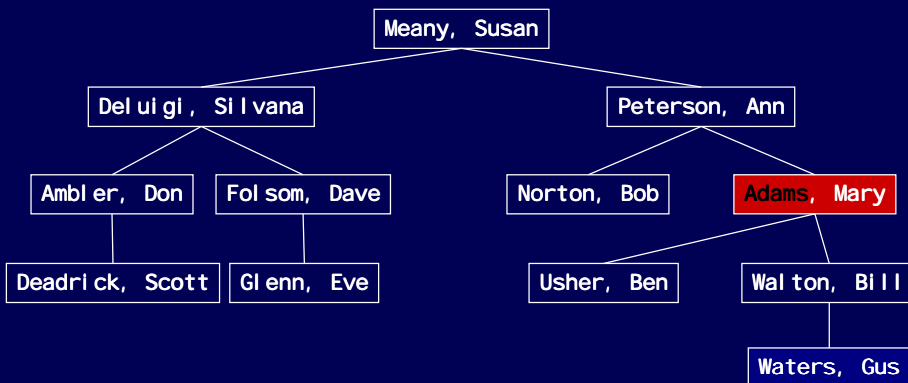 Meany, Susan
Deluigi, Silvana
Peterson, Ann
Ambler, Don
Folsom, Dave
Norton, Bob
Adams, Mary
Deadrick, Scott
Glenn, Eve
Usher, Ben
Walton, Bill
Waters, Gus